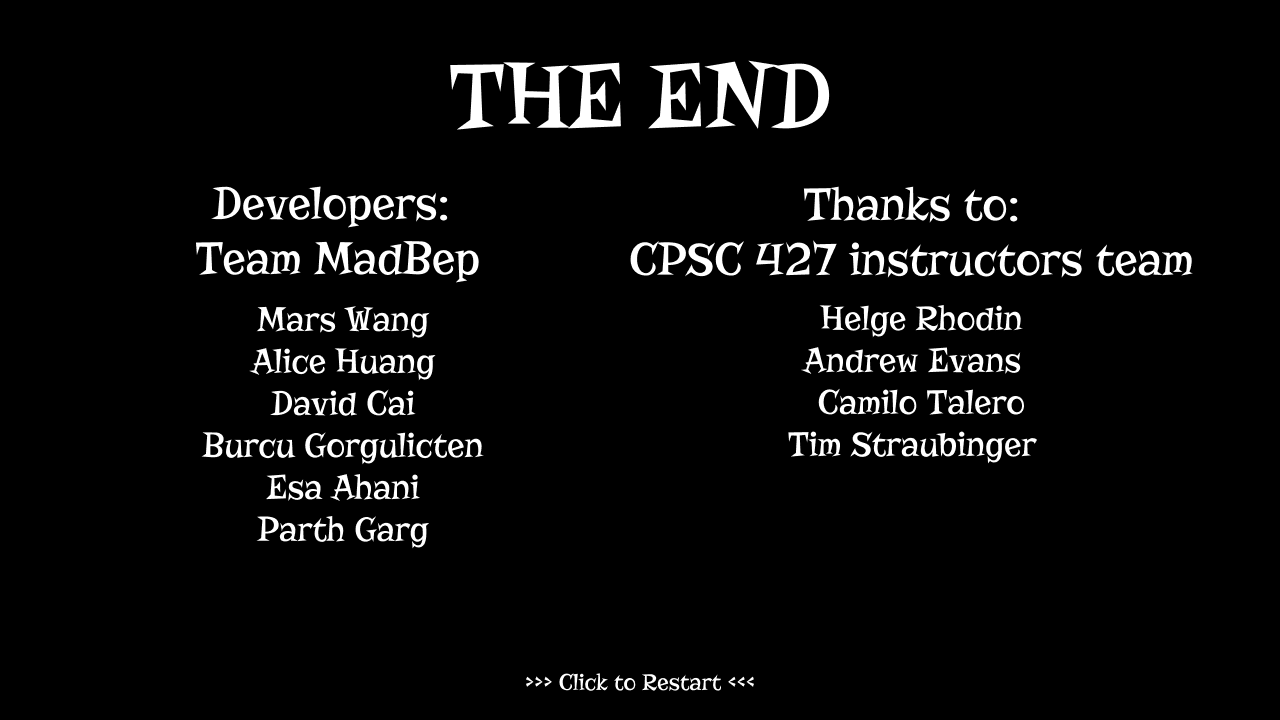 THE END
Developers:
Team MadBep
Mars Wang
Alice Huang
David Cai
Burcu Gorgulicten
Esa Ahani
Parth Garg
Thanks to:
CPSC 427 instructors team
Helge Rhodin
Andrew Evans
Camilo Talero
Tim Straubinger
>>> Click to Restart <<<